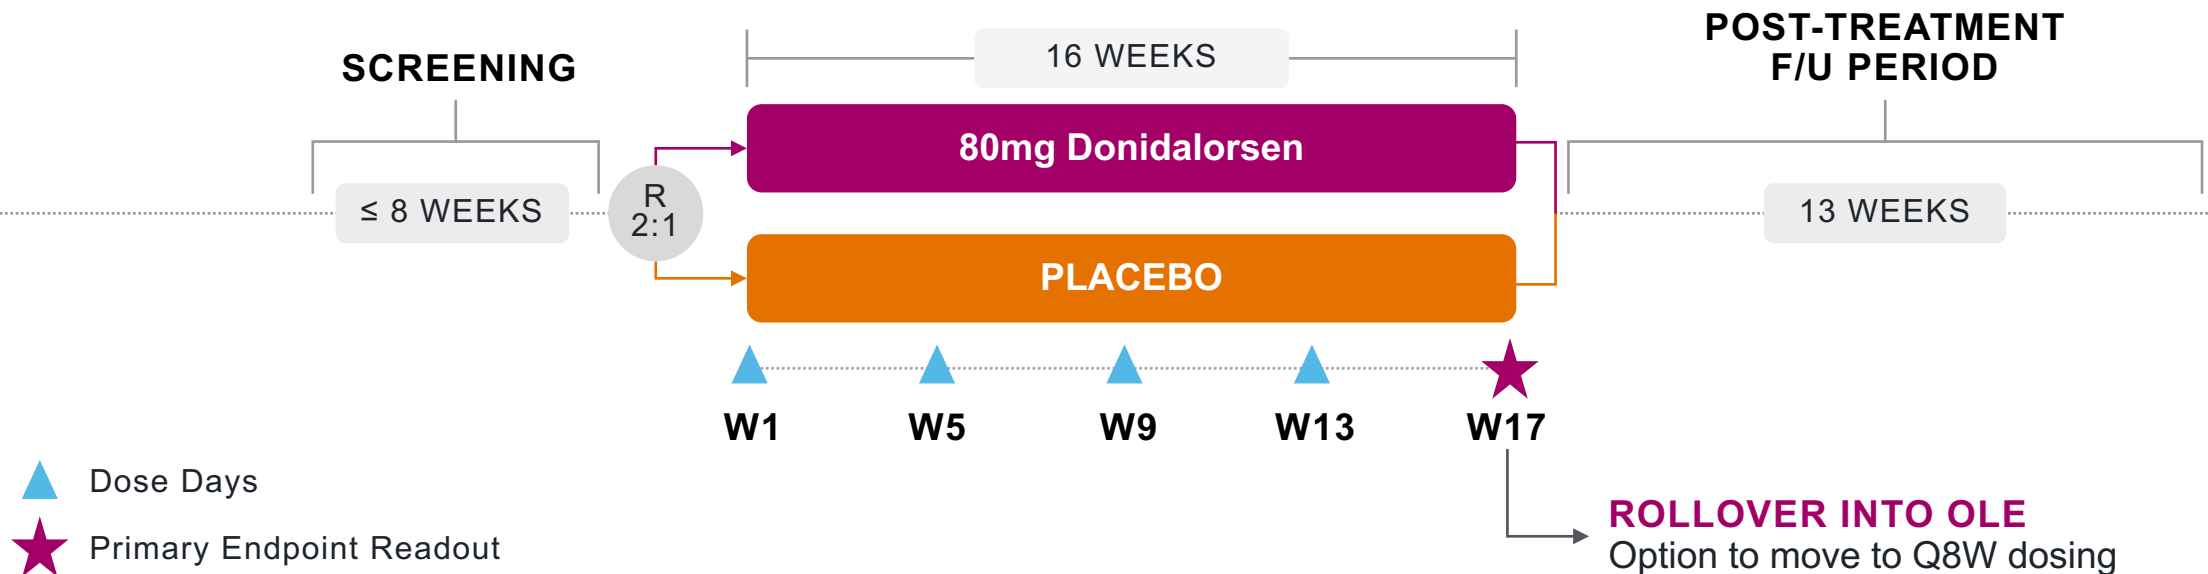 SCREENING
≤ 8 WEEKS
R
2:1
16 WEEKS
80mg Donidalorsen
PLACEBO
W1
W5
W9
W13
W17
POST-TREATMENT
F/U PERIOD
13 WEEKS
Dose Days
Primary Endpoint Readout
ROLLOVER INTO OLE
Option to move to Q8W dosing